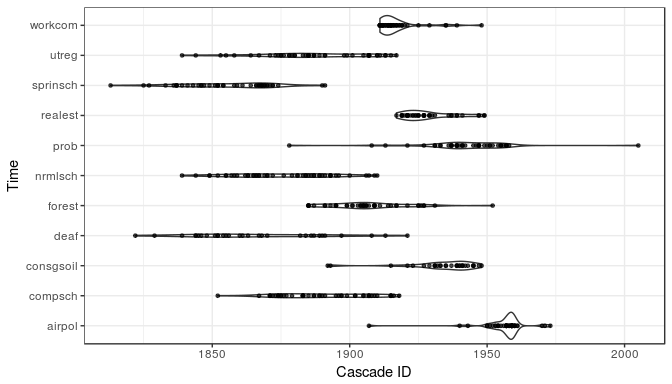 workcom
utreg
sprinsch
realest
prob
nrmlsch
forest
deaf
consgsoil
compsch
airpol
Time
1850 1900 1950 2000
Cascade ID